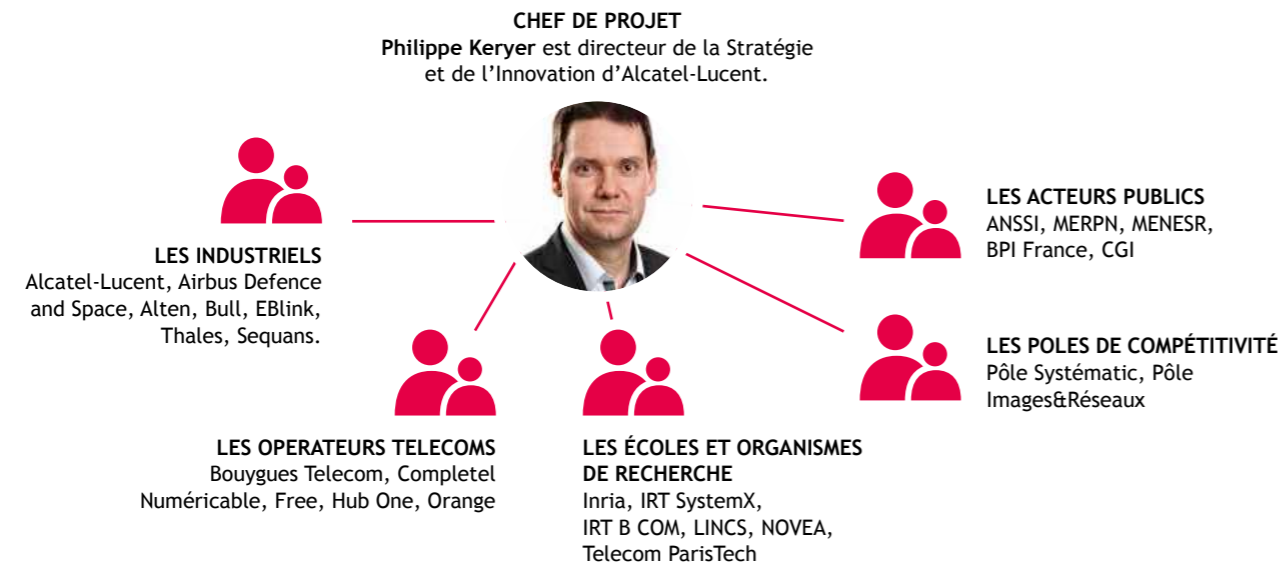 CHEF DE PROJET
Philippe Keryer est directeur de la Stratégie
et de l'Innovation d'Alcatel-Lucent.
LES INDUSTRIELS
Alcatel-Lucent, Airbus Defence
and Space, Alten, Bull, EBlink,
Thales, Sequans.
LES OPERATEURS TELECOMS
Bouygues Telecom, Completel
Numéricable, Free, Hub One, Orange
LES ÉCOLES ET ORGANISMES
DE RECHERCHE
Inria, IRT SystemX,
IRT B COM, LINCS, NOVEA,
Telecom ParisTech
LES ACTEURS PUBLICS
ANSSI, MERPN, MENESR,
BPI France, CGI
LES POLES DE COMPÉTITIVITÉ
Pôle Systématic, Pôle
Images&Réseaux